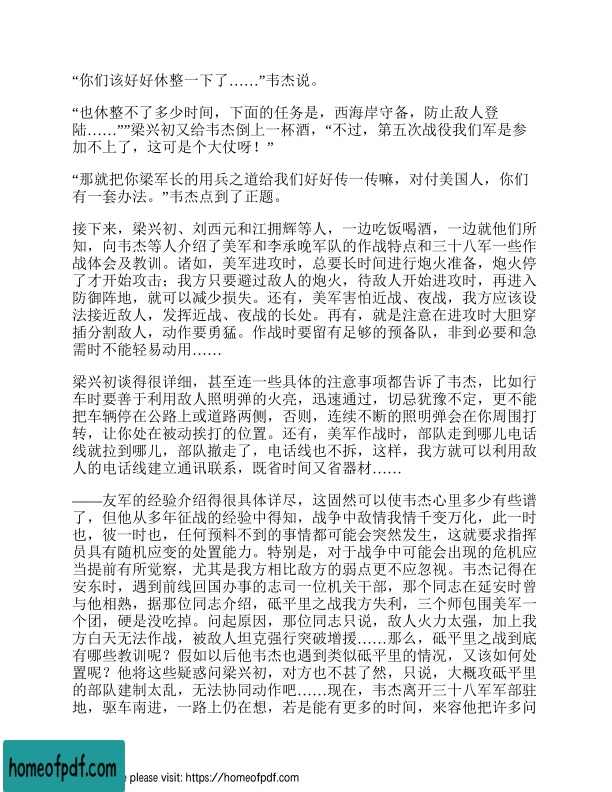 “你们该好好休整一下了……”韦杰说。
“也休整不了多少时间，下面的任务是，西海岸守备，防止敌人登
陆……””梁兴初又给韦杰倒上一杯酒，“不过，第五次战役我们军是参
加不上了，这可是个大仗呀！”
“那就把你梁军长的用兵之道给我们好好传一传嘛，对付美国人，你们
有一套办法。”韦杰点到了正题。
接下来，梁兴初、刘西元和江拥辉等人，一边吃饭喝酒，一边就他们所
知，向韦杰等人介绍了美军和李承晚军队的作战特点和三十八军一些作
战体会及教训。诸如，美军进攻时，总要长时间进行炮火准备，炮火停
了才开始攻击；我方只要避过敌人的炮火，待敌人开始进攻时，再进入
防御阵地，就可以减少损失。还有，美军害怕近战、夜战，我方应该设
法接近敌人，发挥近战、夜战的长处。再有，就是注意在进攻时大胆穿
插分割敌人，动作要勇猛。作战时要留有足够的预备队，非到必要和急
需时不能轻易动用……
梁兴初谈得很详细，甚至连一些具体的注意事项都告诉了韦杰，比如行
车时要善于利用敌人照明弹的火亮，迅速通过，切忌犹豫不定，更不能
把车辆停在公路上或道路两侧，否则，连续不断的照明弹会在你周围打
转，让你处在被动挨打的位置。还有，美军作战时，部队走到哪儿电话
线就拉到哪儿，部队撤走了，电话线也不拆，这样，我方就可以利用敌
人的电话线建立通讯联系，既省时间又省器材……
——友军的经验介绍得很具体详尽，这固然可以使韦杰心里多少有些谱
了，但他从多年征战的经验中得知，战争中敌情我情千变万化，此一时
也，彼一时也，任何预料不到的事情都可能会突然发生，这就要求指挥
员具有随机应变的处置能力。特别是，对于战争中可能会出现的危机应
当提前有所觉察，尤其是我方相比敌方的弱点更不应忽视。韦杰记得在
安东时，遇到前线回国办事的志司一位机关干部，那个同志在延安时曾
与他相熟，据那位同志介绍，砥平里之战我方失利，三个师包围美军一
个团，硬是没吃掉。问起原因，那位同志只说，敌人火力太强，加上我
方白天无法作战，被敌人坦克强行突破增援……那么，砥平里之战到底
有哪些教训呢？假如以后他韦杰也遇到类似砥平里的情况，又该如何处
置呢？他将这些疑惑问梁兴初，对方也不甚了然，只说，大概攻砥平里
的部队建制太乱，无法协同动作吧……现在，韦杰离开三十八军军部驻
地，驱车南进，一路上仍在想，若是能有更多的时间，来容他把许多问
homeofpdf.com
e please visit: https://homeofpdf.com